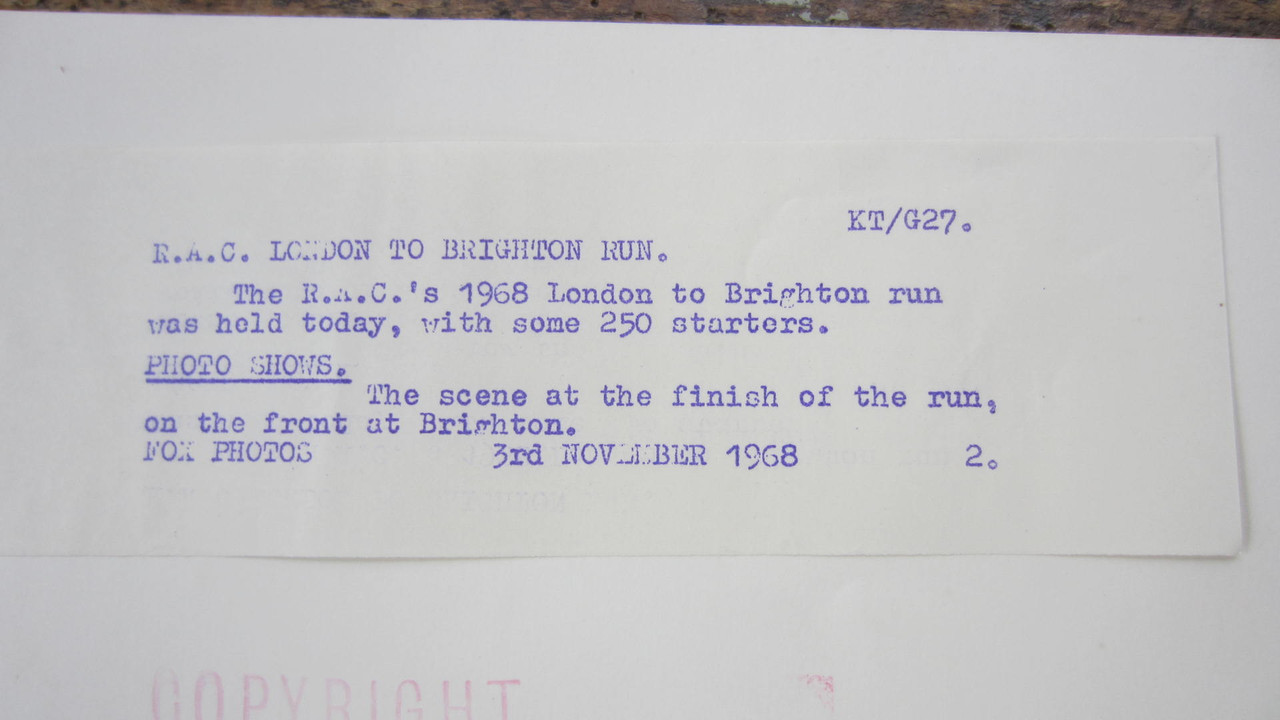 KT/G27.
R.A.C. LONDON TO BRIGHTON RUN.
The R.A.C.'s 1968 London to Brighton run
was held today, with some 250 starters.
PHOTO SHOWS.
The scene at the finish of the run,
on the front at Brighton.
FOX PHOTOS 3rd NOVEMBER 1968 2.
COPYRIGHT